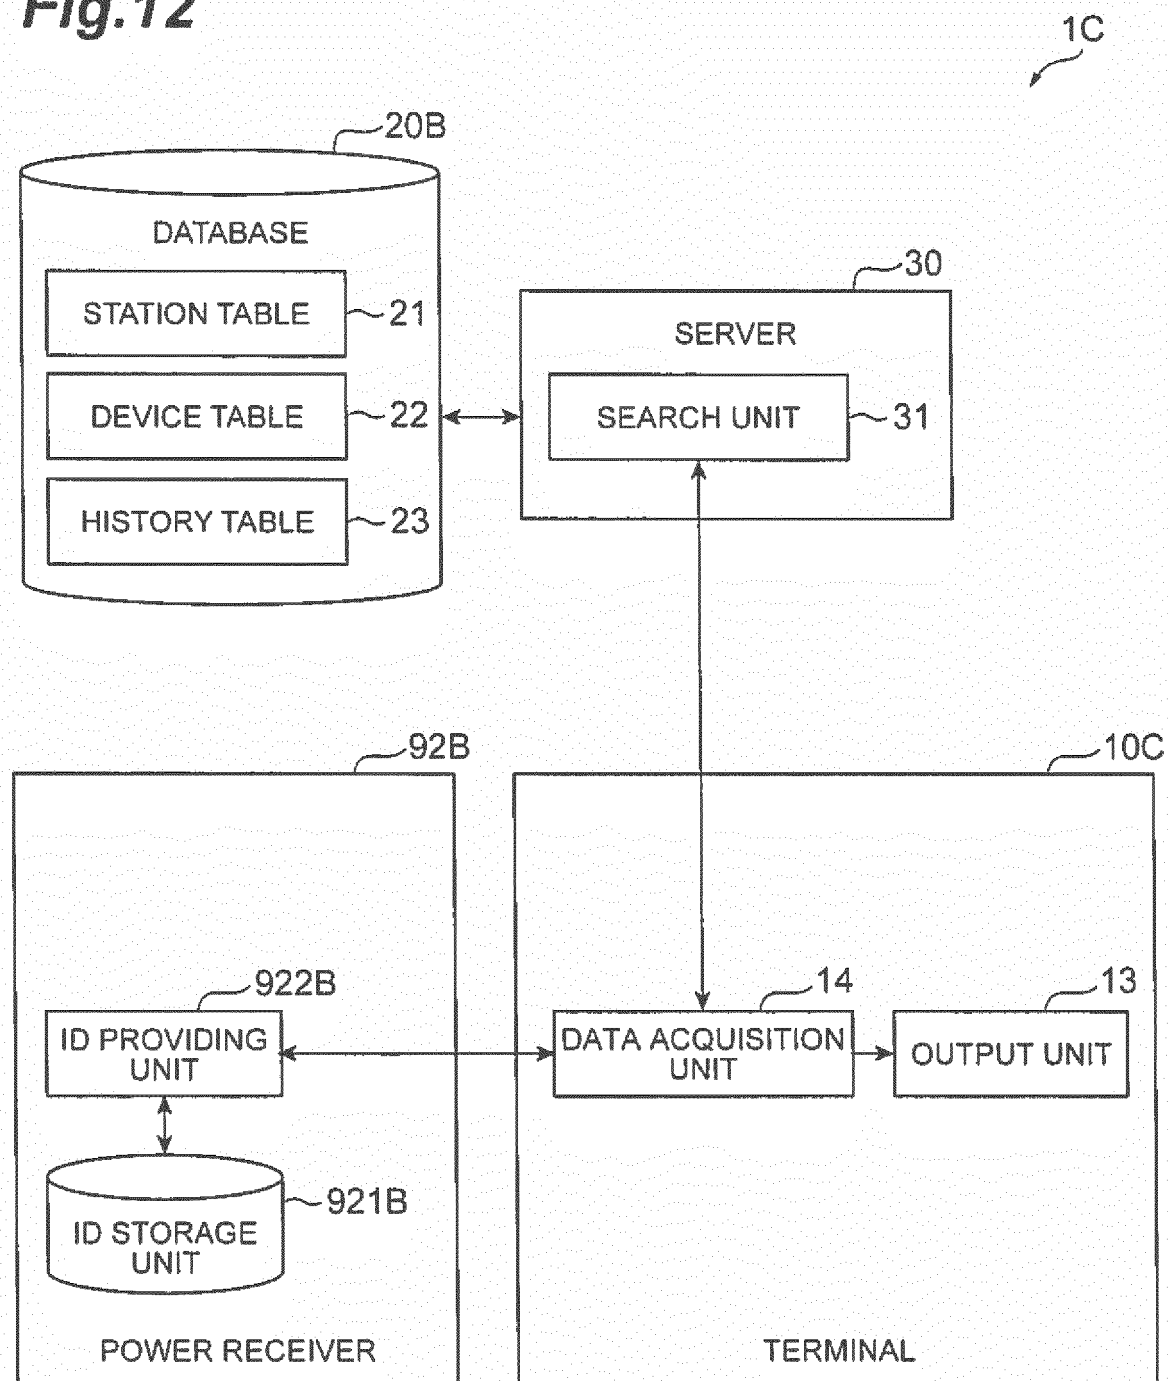 Fig.12
1C
20B
DATABASE
STATION TABLE
21
DEVICE TABLE
22
HISTORY TABLE
23
30
SERVER
SEARCH UNIT
31
92B
922B
ID PROVIDING
UNIT
921B
ID STORAGE
UNIT
POWER RECEIVER
10C
14
DATA ACQUISITION
UNIT
13
OUTPUT UNIT
TERMINAL